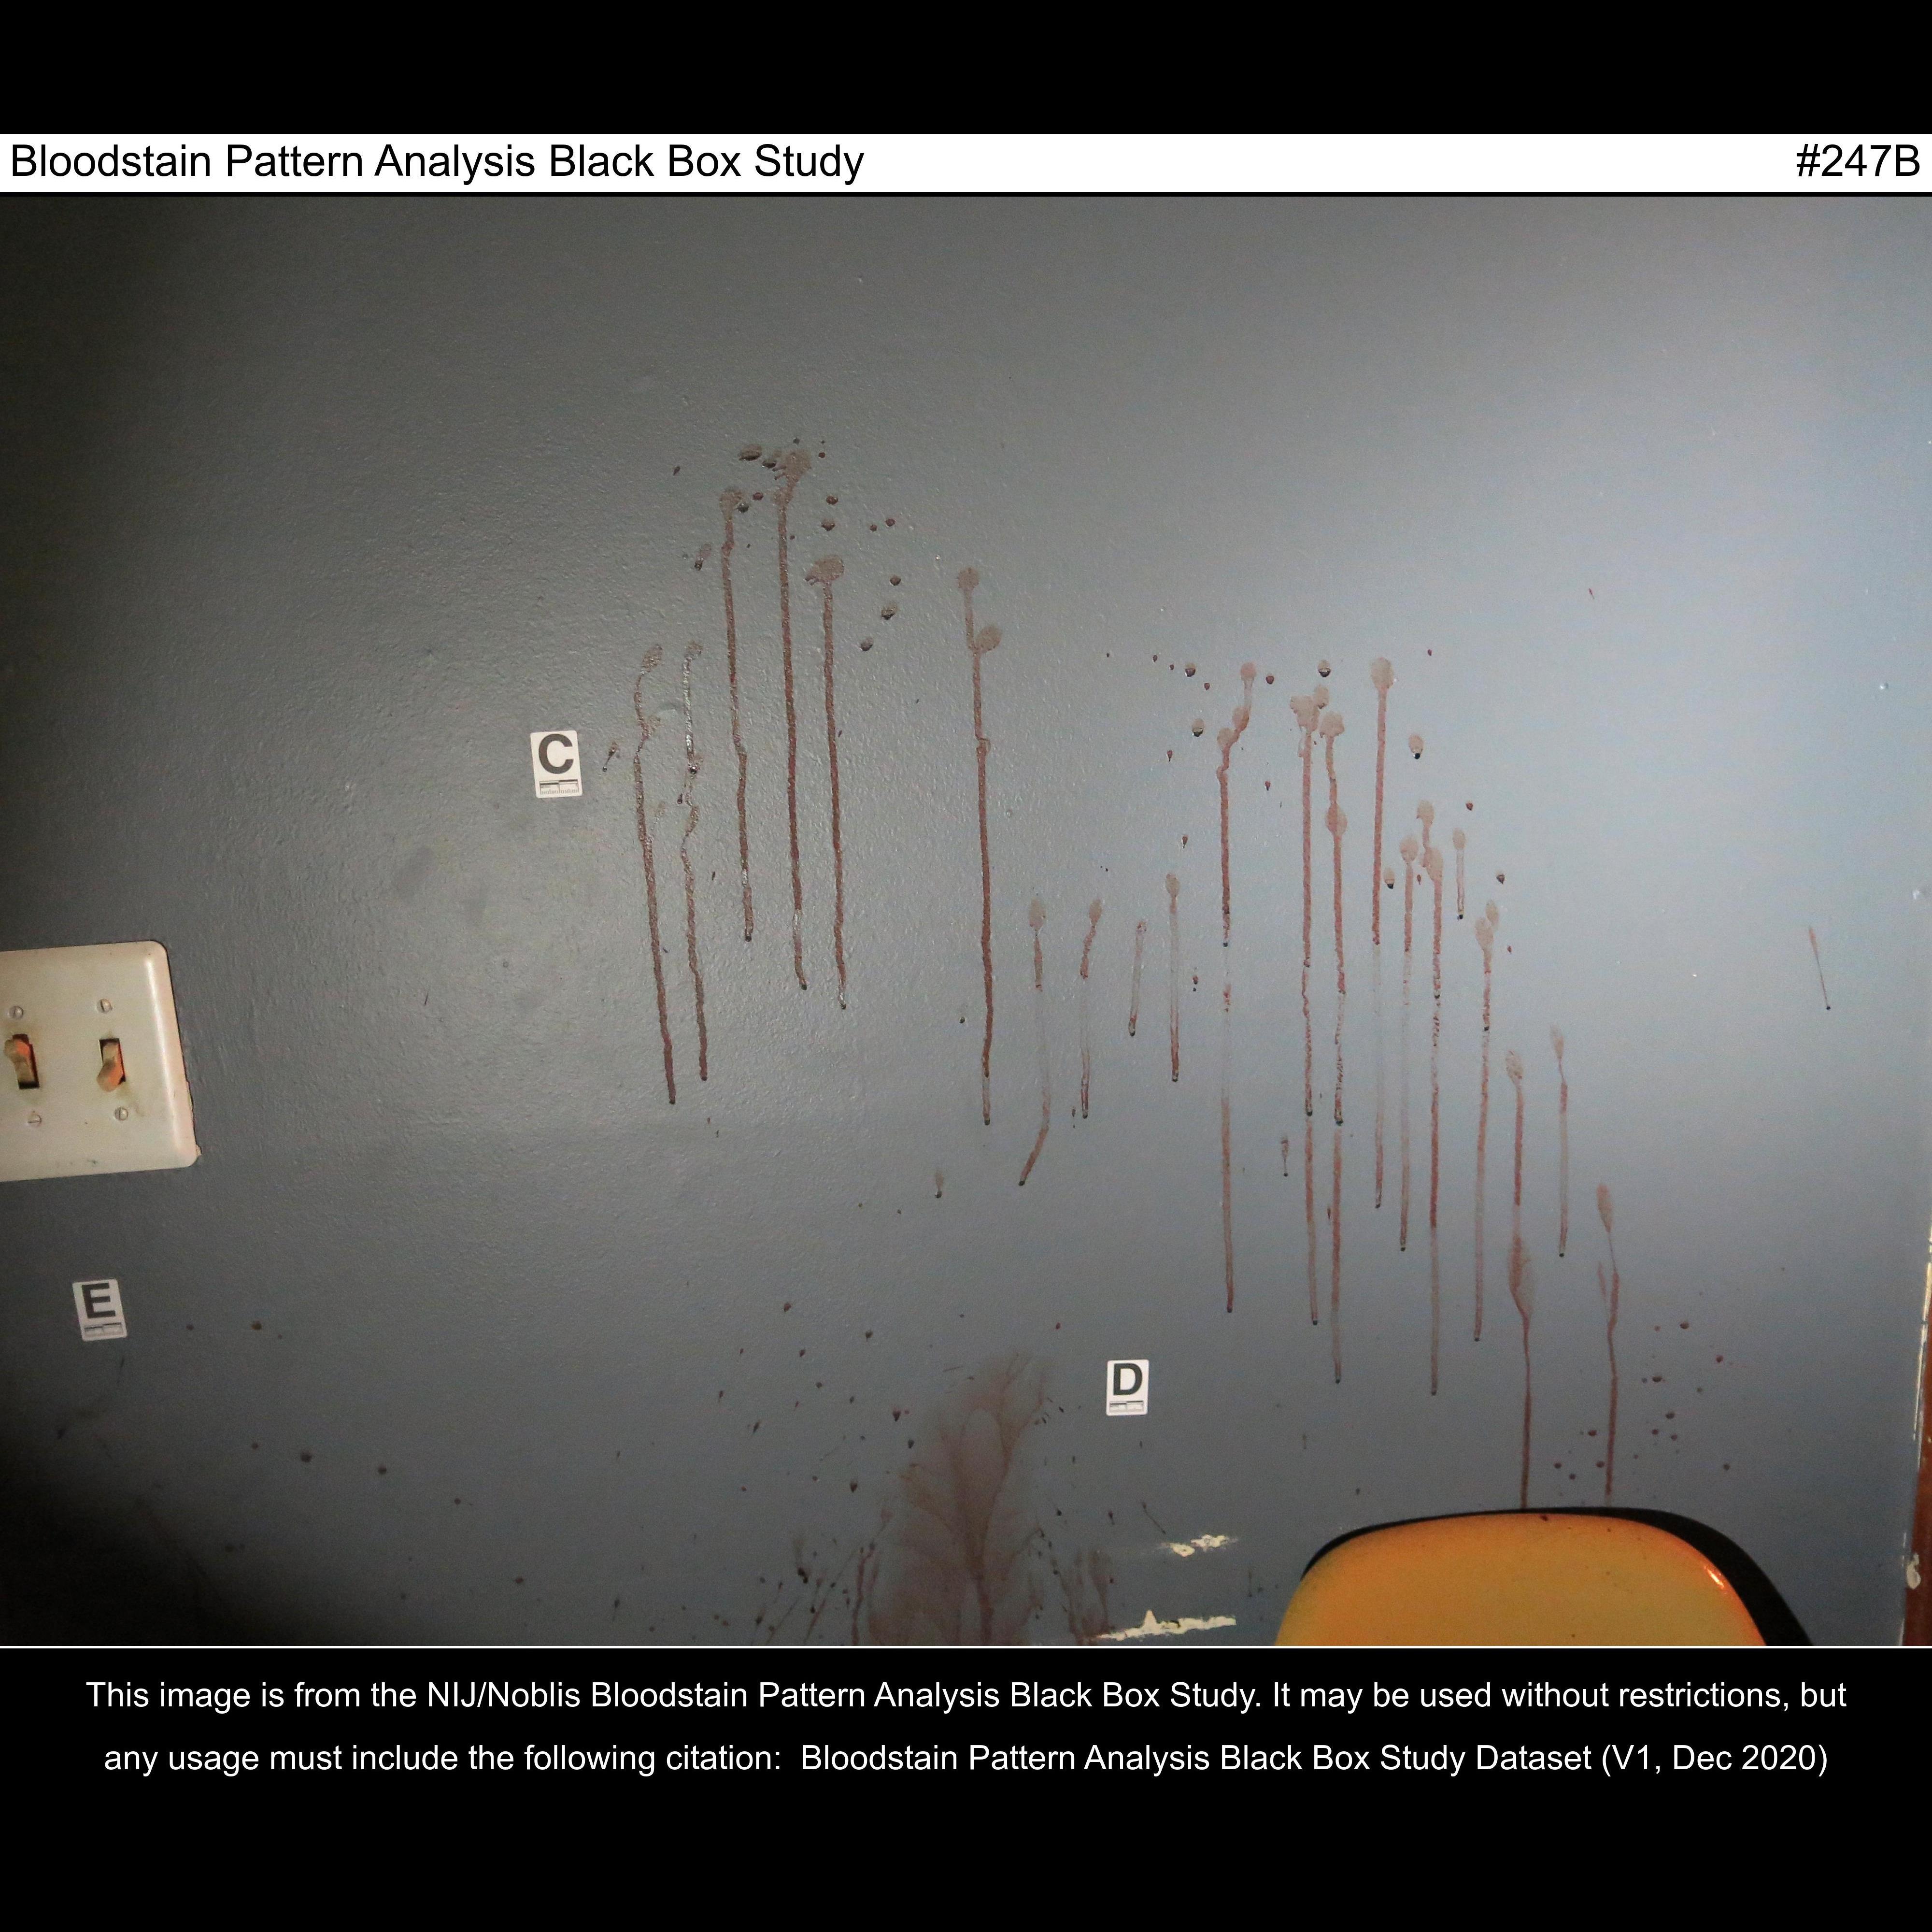 Bloodstain Pattern Analysis Black Box Study #247B
C
E
D
This image is from the NIJ/Noblis Bloodstain Pattern Analysis Black Box Study. It may be used without restrictions, but
any usage must include the following citation:  Bloodstain Pattern Analysis Black Box Study Dataset (V1, Dec 2020)